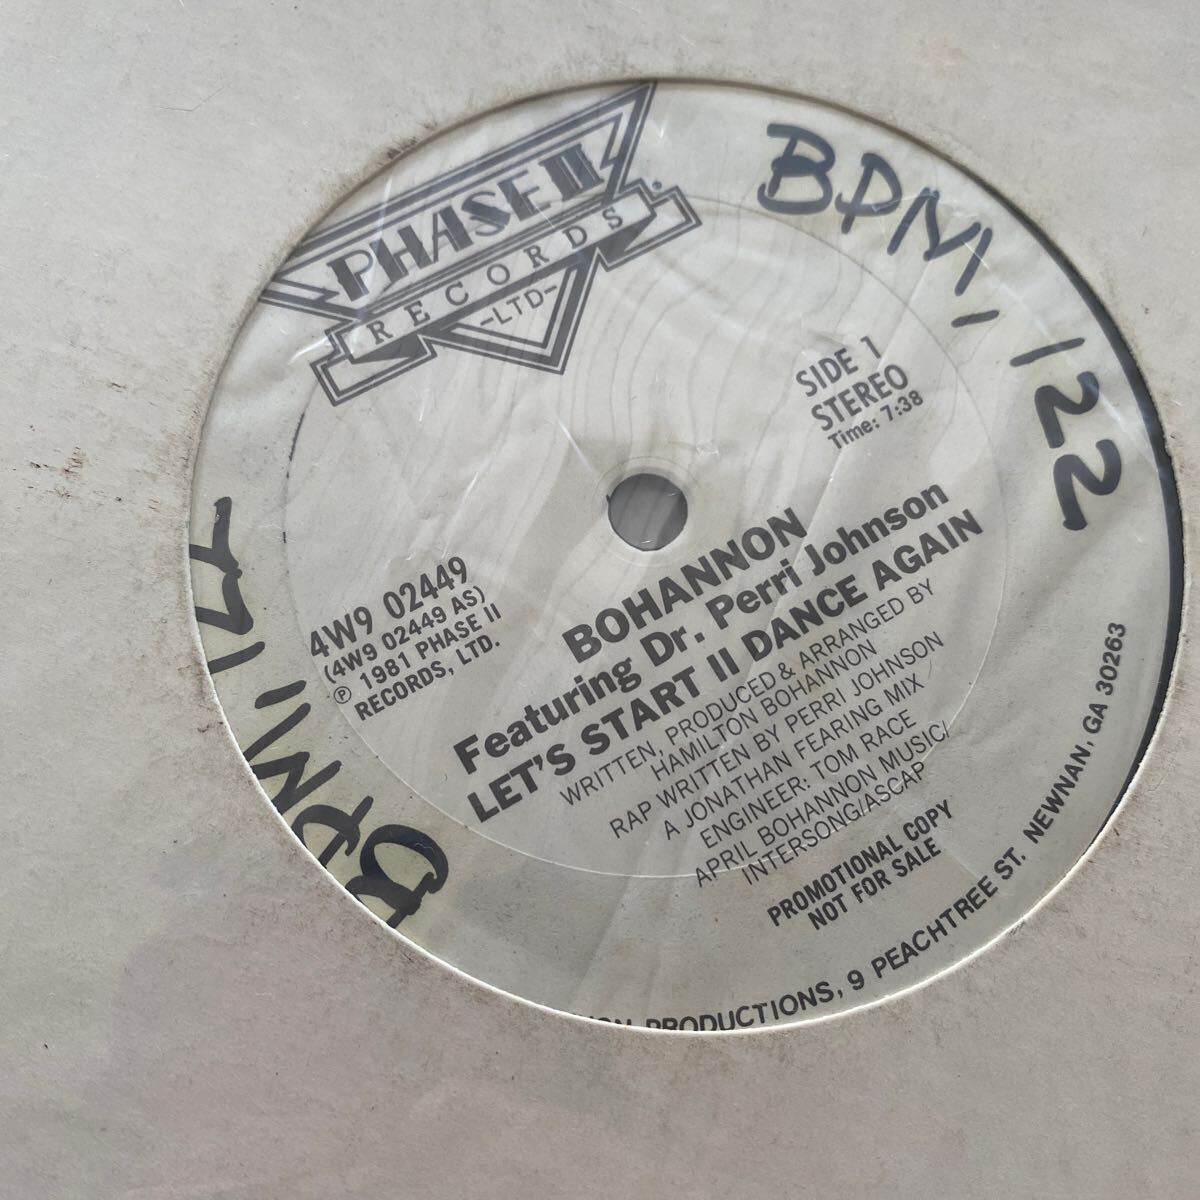 PHASE II
RECORDS
-LTD-
BPM 122
SIDE 1
STEREO
Time: 7:38
4W9 02449
(4W9 02449 AS)
℗ 1981 PHASE II
RECORDS, LTD.
BOHANNON
Featuring Dr. Perri Johnson
LET'S START II DANCE AGAIN
WRITTEN, PRODUCED & ARRANGED BY
HAMILTON BOHANNON
RAP WRITTEN BY PERRI JOHNSON
A JONATHAN FEARING MIX
ENGINEER: TOM RACE
APRIL BOHANNON MUSIC/
INTERSONG/ASCAP
PROMOTIONAL COPY
NOT FOR SALE
PRODUCTIONS, 9 PEACHTREE ST. NEWNAN, GA 30263
BPM